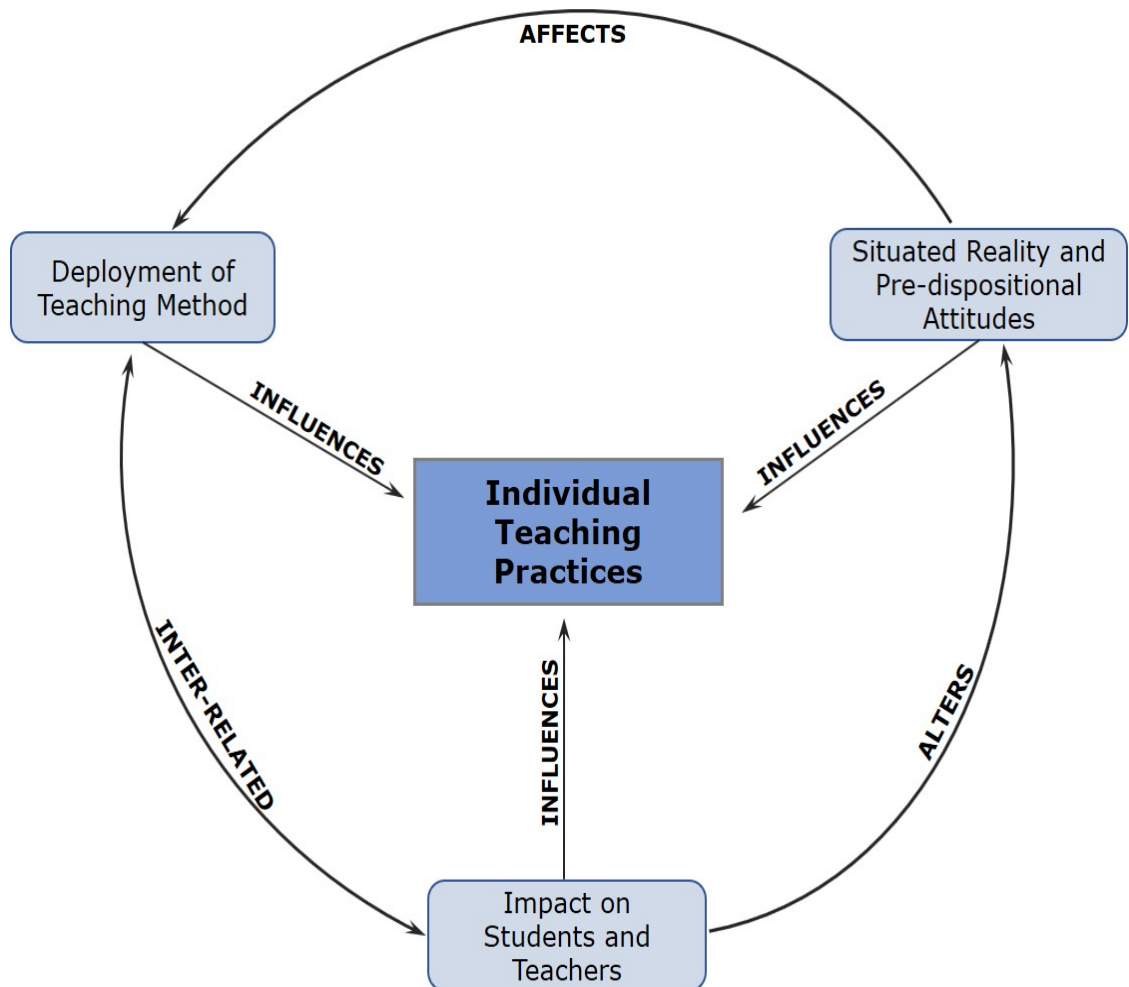 AFFECTS
Deployment of
Teaching Method
Situated Reality and
Pre-dispositional
Attitudes
INFLUENCES
INFLUENCES
Individual
Teaching
Practices
INTER-RELATED
INFLUENCES
ALTERS
Impact on
Students and
Teachers